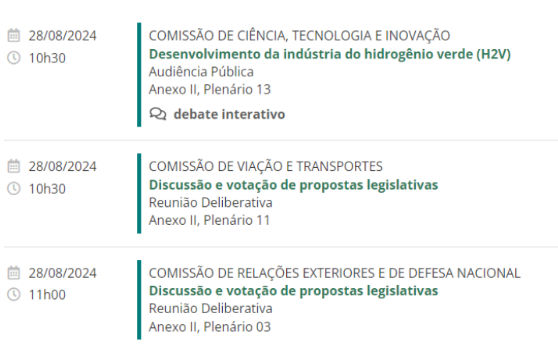 28/08/2024
10h30
COMISSÃO DE CIÊNCIA, TECNOLOGIA E INOVAÇÃO
Desenvolvimento da indústria do hidrogênio verde (H2V)
Audiência Pública
Anexo II, Plenário 13
debate interativo
28/08/2024
10h30
COMISSÃO DE VIAÇÃO E TRANSPORTES
Discussão e votação de propostas legislativas
Reunião Deliberativa
Anexo II, Plenário 11
28/08/2024
11h00
COMISSÃO DE RELAÇÕES EXTERIORES E DE DEFESA NACIONAL
Discussão e votação de propostas legislativas
Reunião Deliberativa
Anexo II, Plenário 03